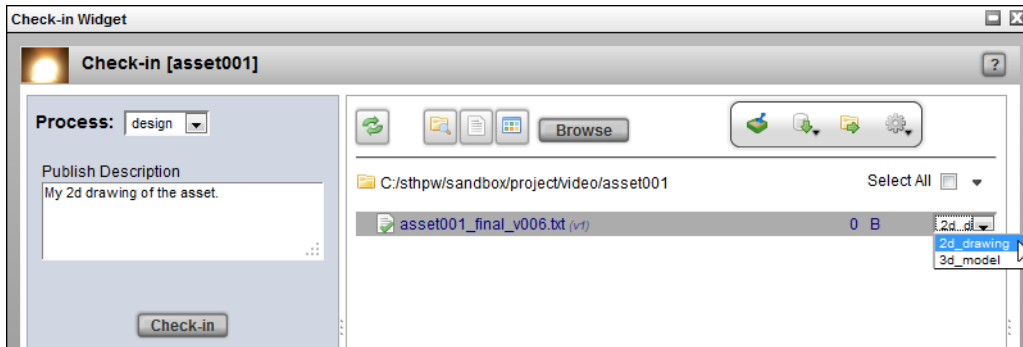 Check-in Widget
Check-in [asset001]
?
Process: design
Publish Description
My 2d drawing of the asset.
Check-in
Browse
C:/sthpw/sandbox/project/video/asset001
Select All
asset001_final_v006.txt (v1)
0 B
2d_d
2d_drawing
3d_model